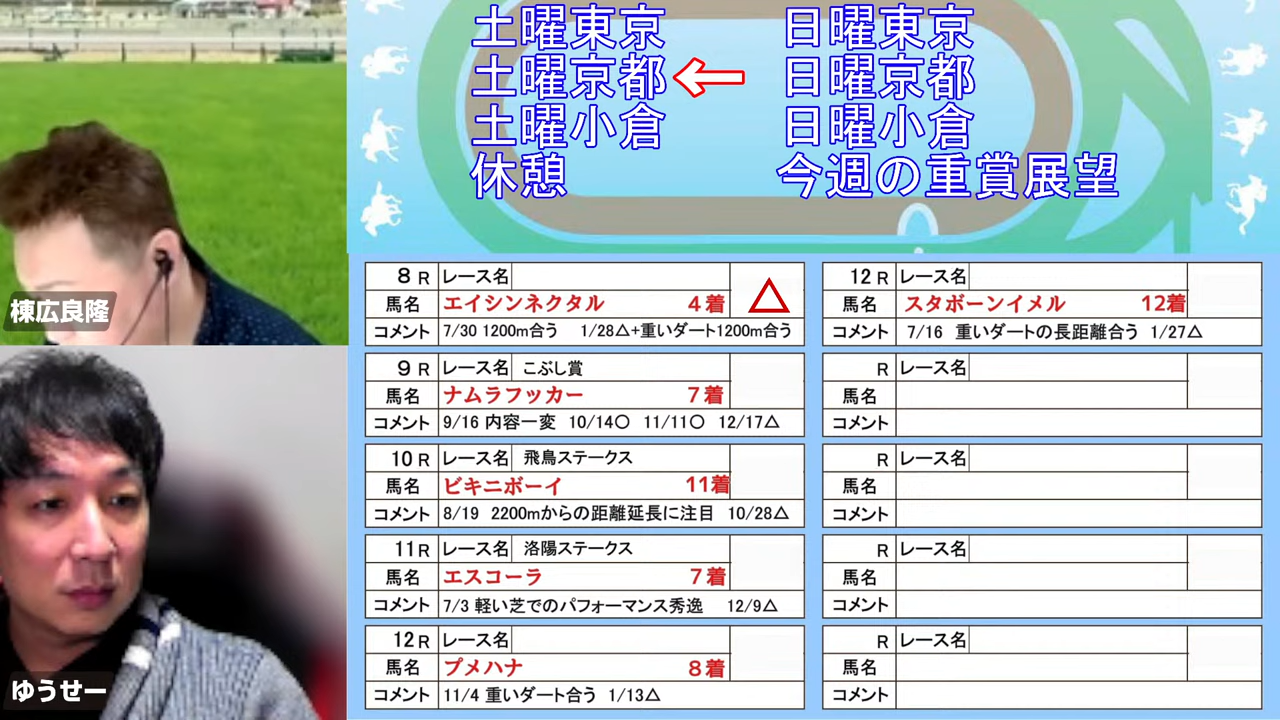 土曜東京
土曜京都
土曜小倉
休憩
日曜東京
日曜京都
日曜小倉
今週の重賞展望
棟広良隆
ゆうせー
8 R レース名
馬名 エイシンネクタル 4着 △
コメント 7/30 1200m合う 1/28△+重いダート1200m合う
9 R レース名 こぶし賞
馬名 ナムラフッカー 7着
コメント 9/16 内容一変 10/14〇 11/11〇 12/17△
10 R レース名 飛鳥ステークス
馬名 ビキニボーイ 11着
コメント 8/19 2200mからの距離延長に注目 10/28△
11 R レース名 洛陽ステークス
馬名 エスコーラ 7着
コメント 7/3 軽い芝でのパフォーマンス秀逸 12/9△
12 R レース名
馬名 プメハナ 8着
コメント 11/4 重いダート合う 1/13△
12 R レース名
馬名 スタボーンイメル 12着
コメント 7/16 重いダートの長距離合う 1/27△
R レース名
馬名
コメント
R レース名
馬名
コメント
R レース名
馬名
コメント
R レース名
馬名
コメント